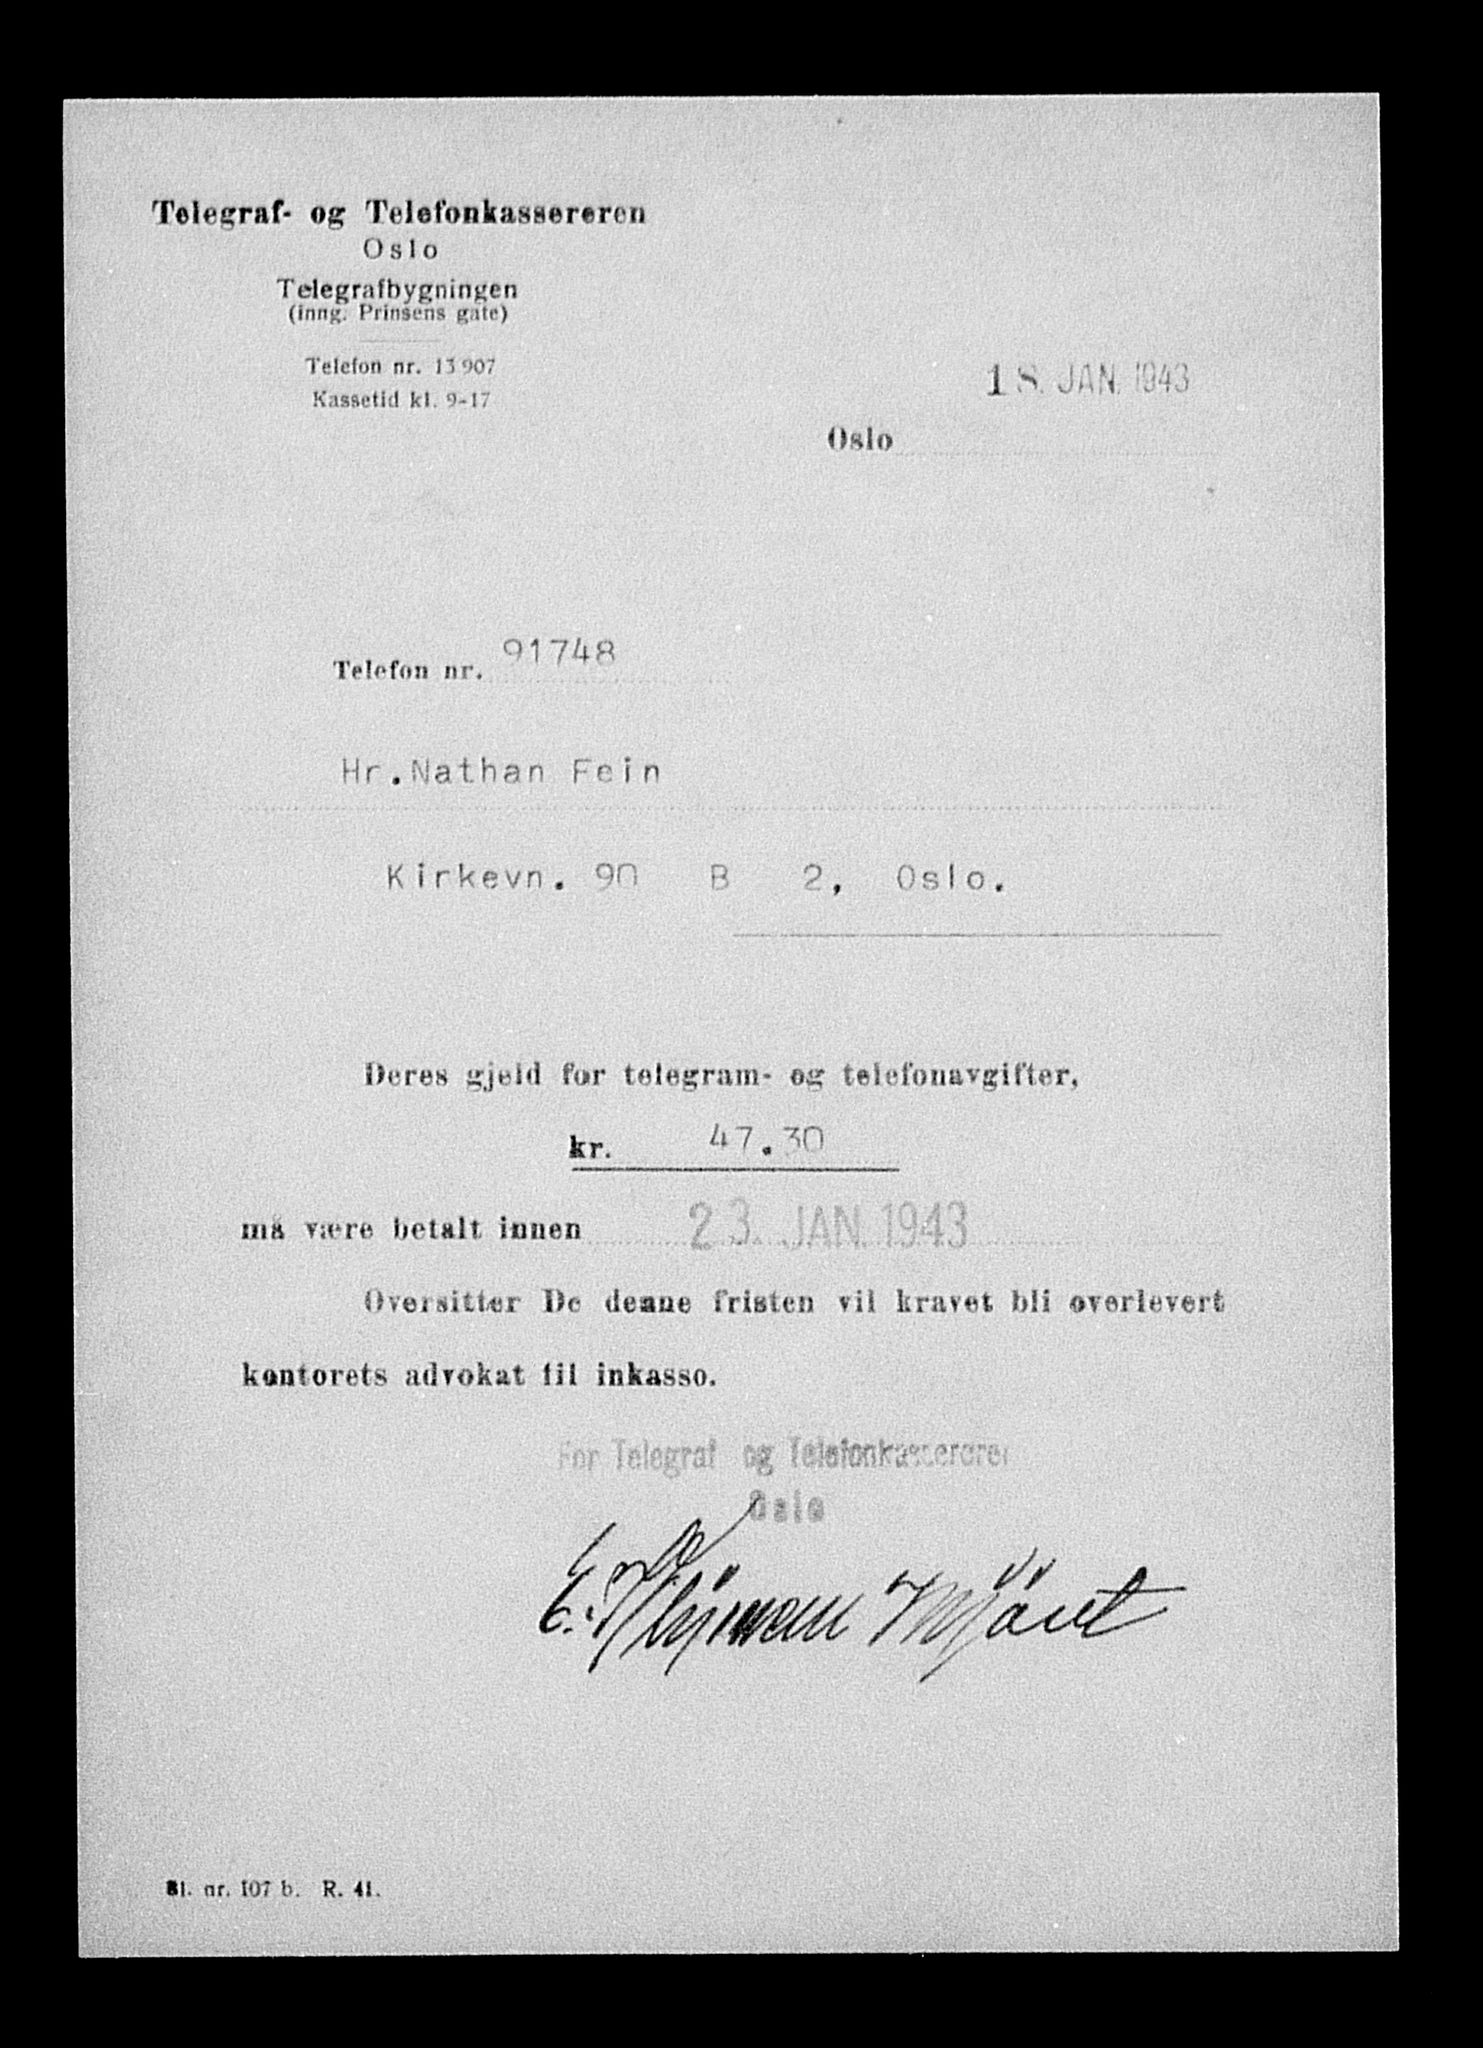 Telegraf- og Telefonkassereren
Oslo
Telegrafbygningen
(inng. Prinsens gate)
Telefon nr. 13 907
Kassetid kl. 9-17
18. JAN. 1943
Oslo
Telefon nr. 91748
Hr.Nathan Fein
Kirkevn. 90 B 2, Oslo.
Deres gjeld for telegram- og telefonavgifter,
kr. 47.30
må være betalt innen 23. JAN. 1943
Oversitter De denne fristen vil kravet bli overlevert
kontorets advokat til inkasso.
For Telegraf og Telefonkassereren
Oslo
E.
Bl. nr. 107 b. R. 41.